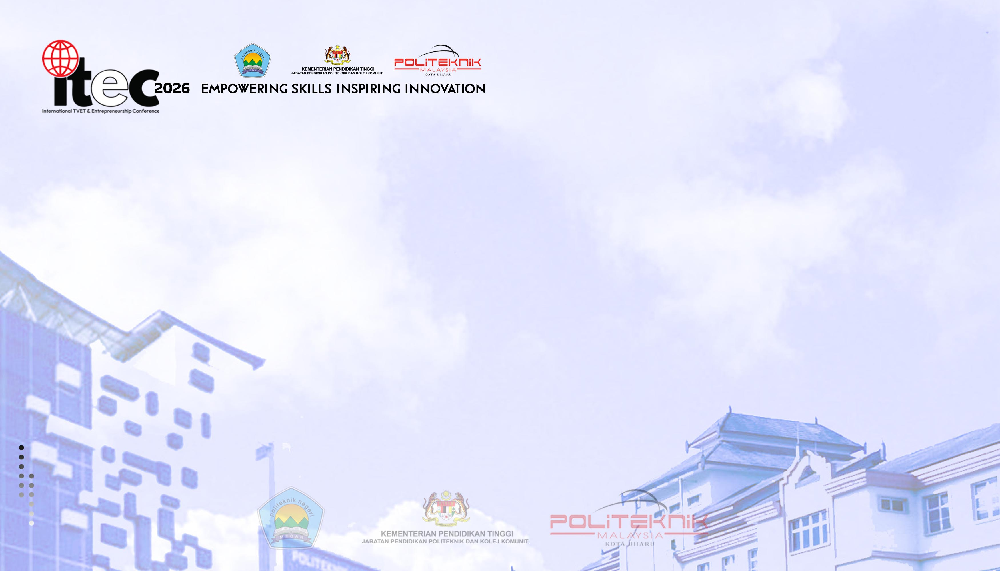 itec
2026
EMPOWERING SKILLS INSPIRING INNOVATION
International TVET & Entrepreneurship Conference
politeknik negeri
MEDAN
KEMENTERIAN PENDIDIKAN TINGGI
JABATAN PENDIDIKAN POLITEKNIK DAN KOLEJ KOMUNITI
POLiTEKNiK
MALAYSIA
KOTA BHARU
politeknik negeri
MEDAN
KEMENTERIAN PENDIDIKAN TINGGI
JABATAN PENDIDIKAN POLITEKNIK DAN KOLEJ KOMUNITI
POLiTEKNiK
MALAYSIA
KOTA BHARU